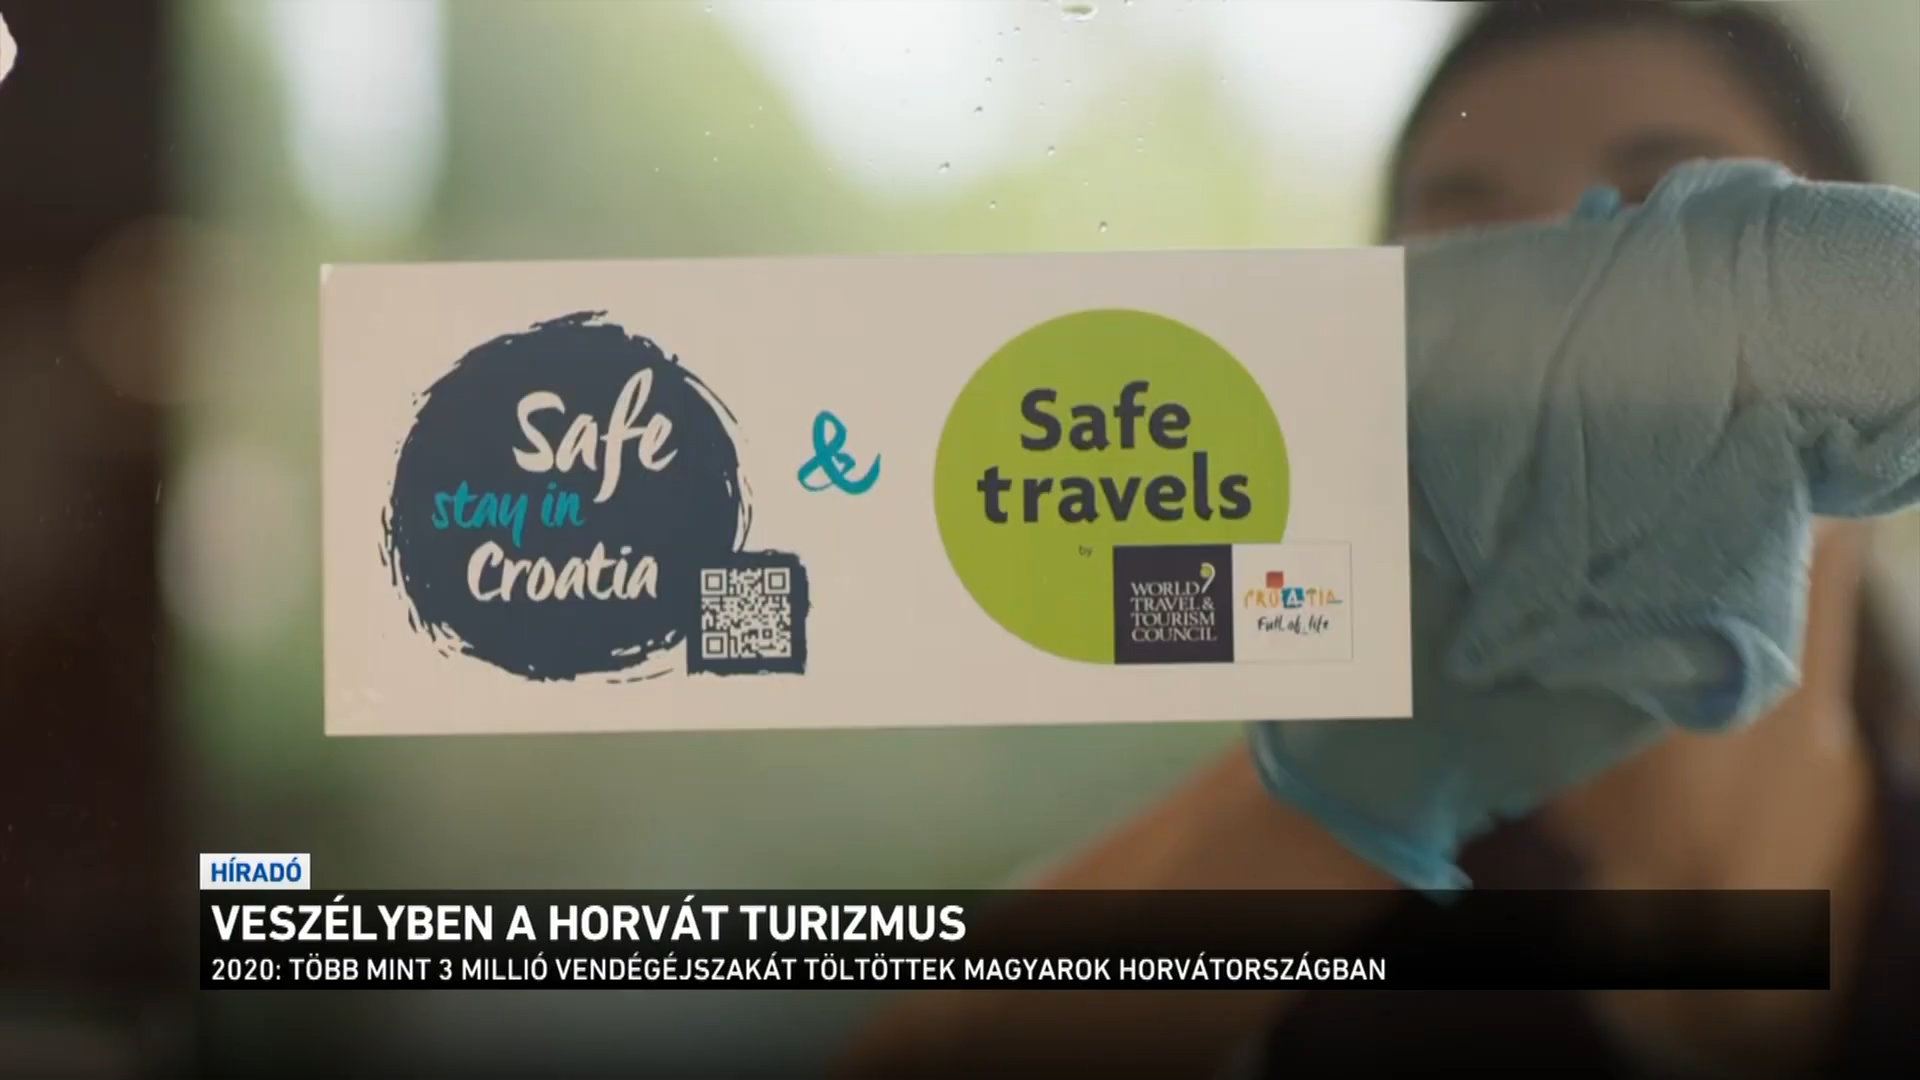 Safe
stay in
Croatia
&
Safe
travels
by
WORLD
TRAVEL &
TOURISM
COUNCIL
CROATIA
Full of life
HÍRADÓ
VESZÉLYBEN A HORVÁT TURIZMUS
2020: TÖBB MINT 3 MILLIÓ VENDÉGÉJSZAKÁT TÖLTÖTTEK MAGYAROK HORVÁTORSZÁGBAN